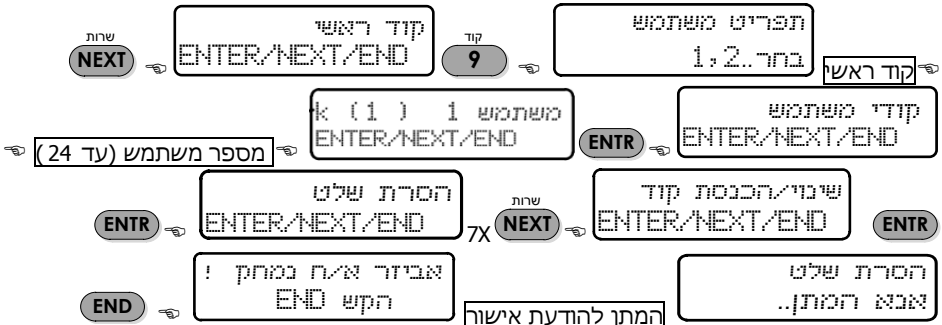 קוד ראשי
תפריט משתמש
בחר..1,2
קוד
9
קוד ראשי
ENTER/NEXT/END
שרות
NEXT
קודי משתמש
ENTER/NEXT/END
ENTR
משתמש 1 ( 1) k
ENTER/NEXT/END
מספר משתמש (עד 24)
ENTR
שינוי/הכנסת קוד
ENTER/NEXT/END
שרות
NEXT
7X
הסרת שלט
ENTER/NEXT/END
ENTR
הסרת שלט
אנא המתן..
המתן להודעת אישור
אביזר א/ח נמחק !
הקש END
END